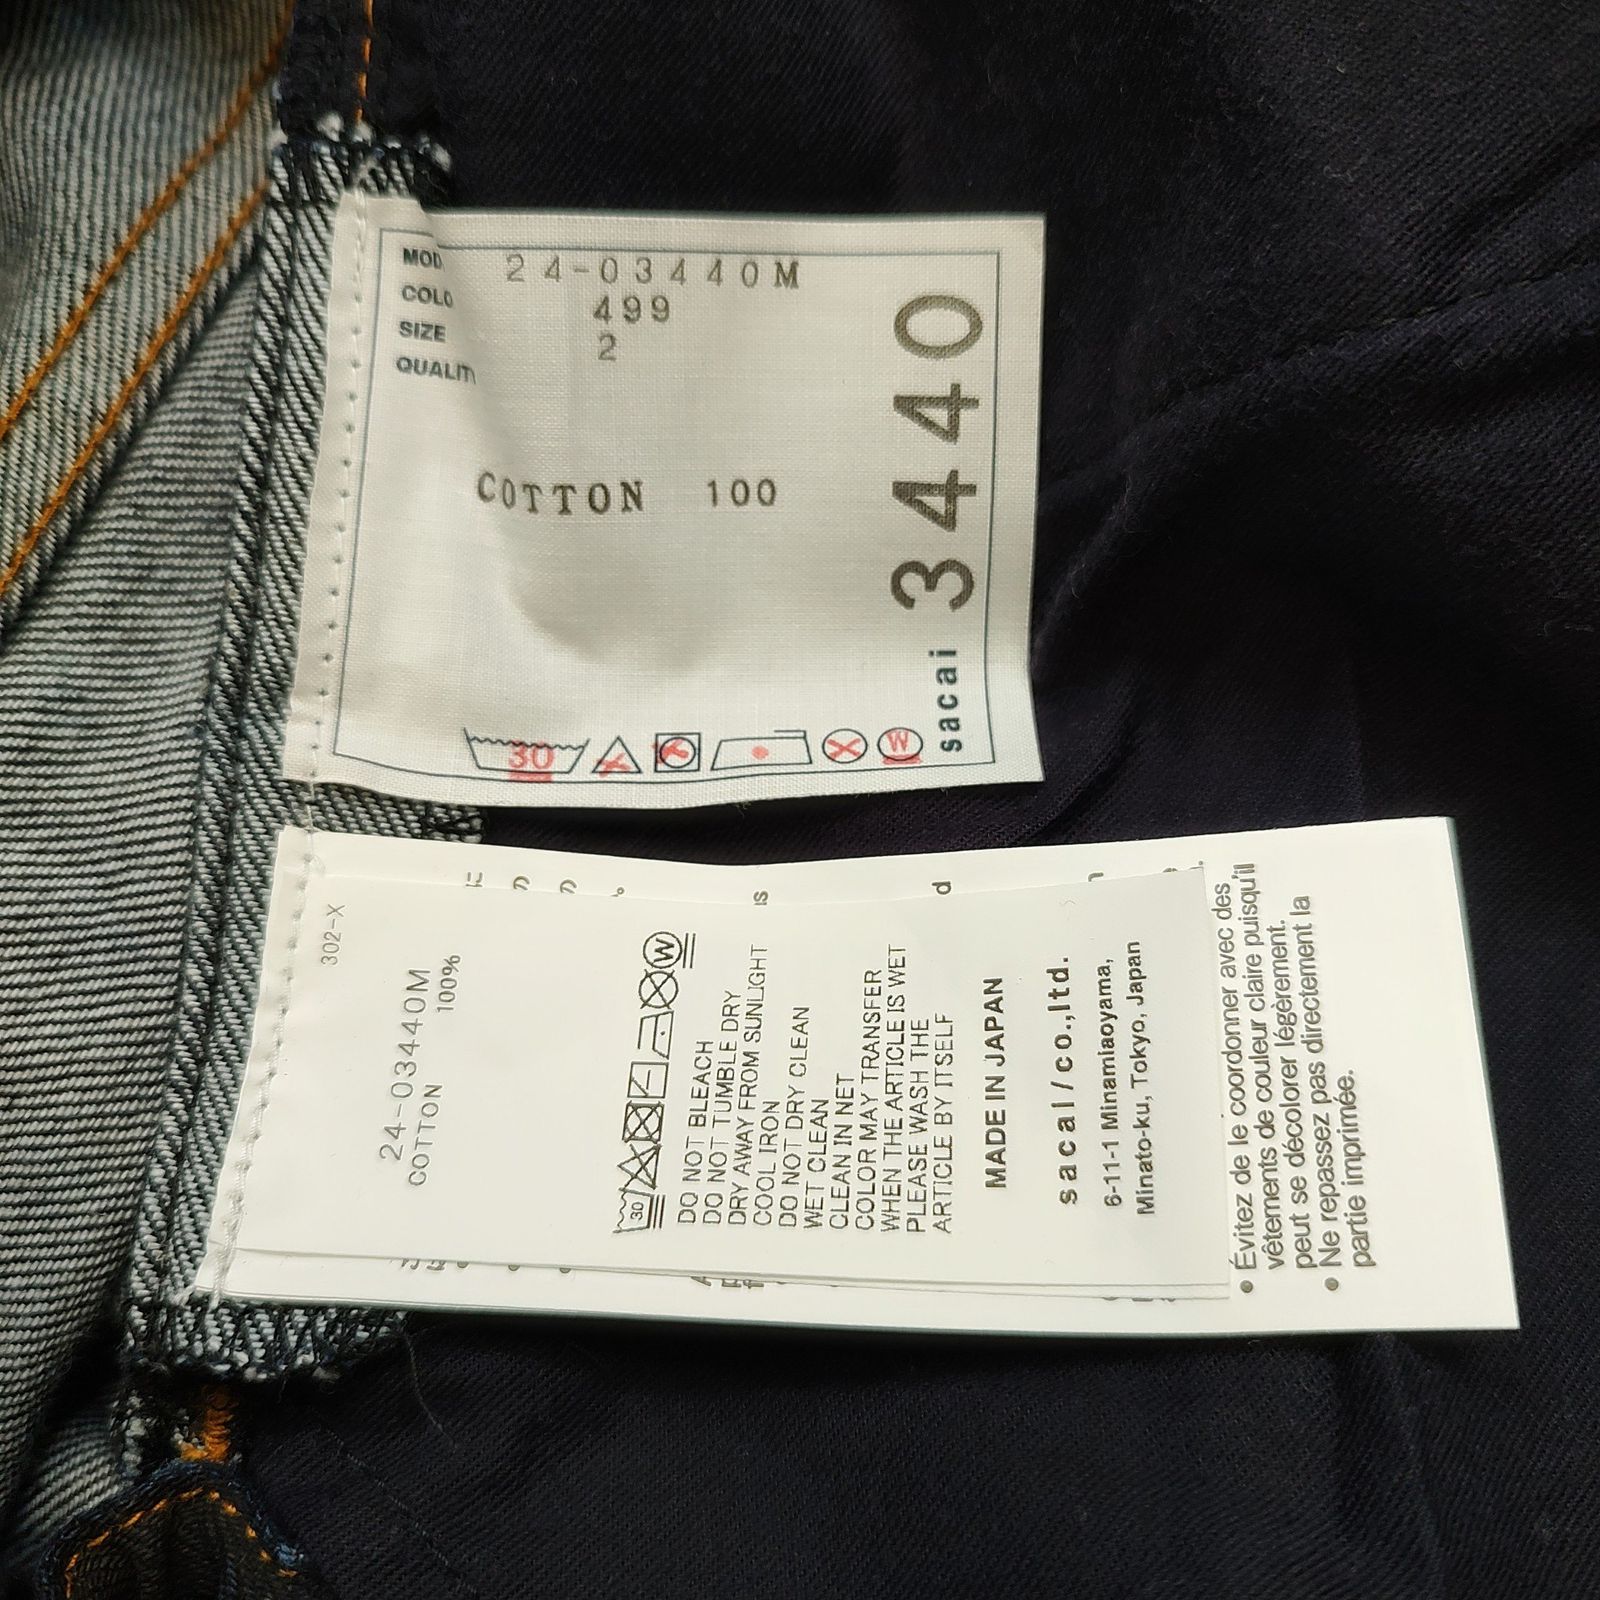 24-03440M
499
SIZE 2
COTTON 100
30
W
sacai 3440
302-X
24-03440M
COTTON 100%
30
W
DO NOT BLEACH
DO NOT TUMBLE DRY
DRY AWAY FROM SUNLIGHT
COOL IRON
DO NOT DRY CLEAN
WET CLEAN
CLEAN IN NET
COLOR MAY TRANSFER
WHEN THE ARTICLE IS WET
PLEASE WASH THE
ARTICLE BY ITSELF
MADE IN JAPAN
sacai/co.,ltd.
6-11-1 Minamiaoyama,
Minato-ku, Tokyo, Japan
• Évitez de le coordonner avec des
vêtements de couleur claire puisqu'il
peut se décolorer légèrement.
• Ne repassez pas directement la
partie imprimée.